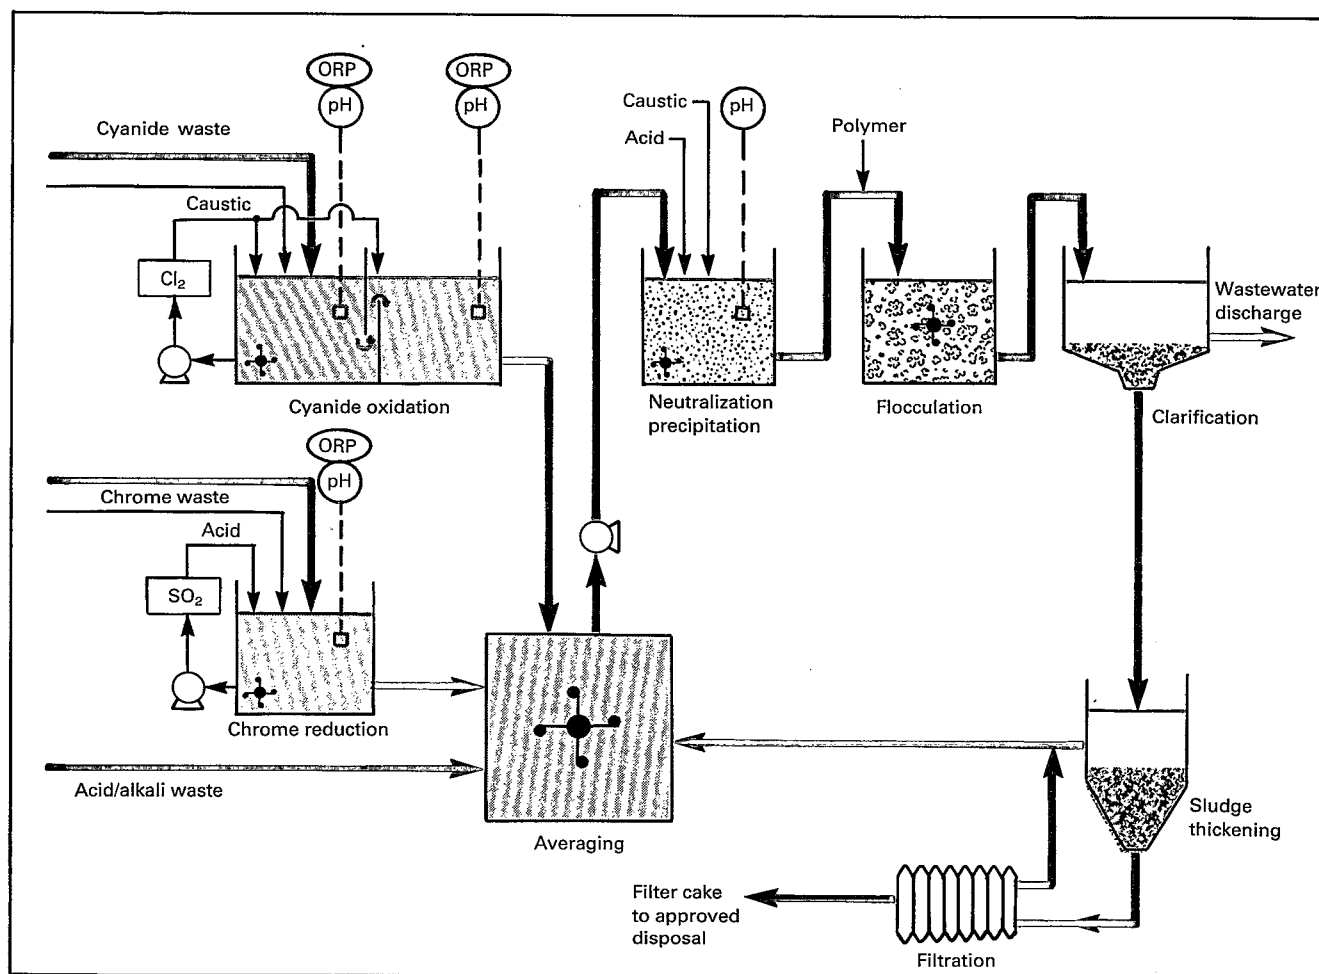 ORP
pH
ORP
pH
Cyanide waste
Caustic
Cl2
Cyanide oxidation
Caustic
Acid
pH
Polymer
Neutralization
precipitation
Flocculation
Wastewater
discharge
Clarification
ORP
pH
Chrome waste
Acid
SO2
Chrome reduction
Acid/alkali waste
Averaging
Sludge
thickening
Filter cake
to approved
disposal
Filtration